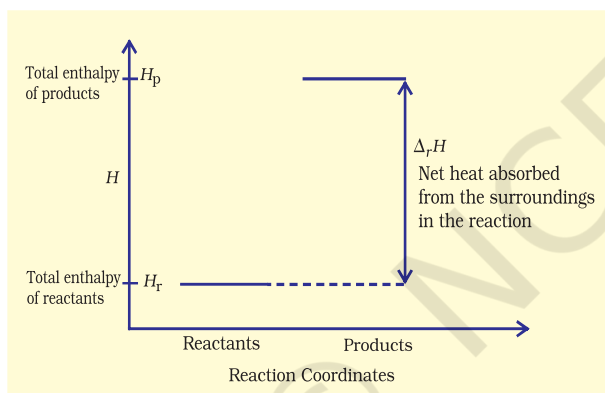 Total enthalpy
of products
Hp
H
ΔrH
Net heat absorbed
from the surroundings
in the reaction
Total enthalpy
of reactants
Hr
Reactants
Products
Reaction Coordinates